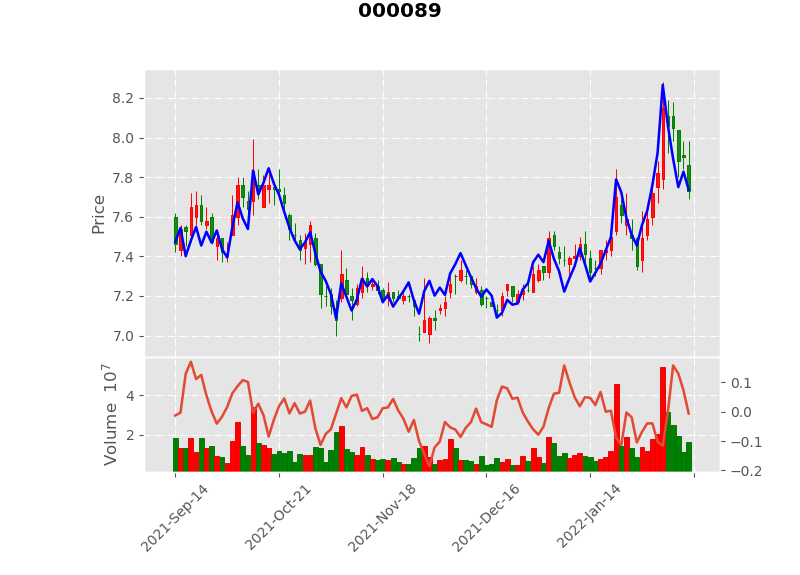 000089
Price
8.2
8.0
7.8
7.6
7.4
7.2
7.0
Volume 10^7
4
2
0.1
0.0
−0.1
−0.2
2021-Sep-14
2021-Oct-21
2021-Nov-18
2021-Dec-16
2022-Jan-14